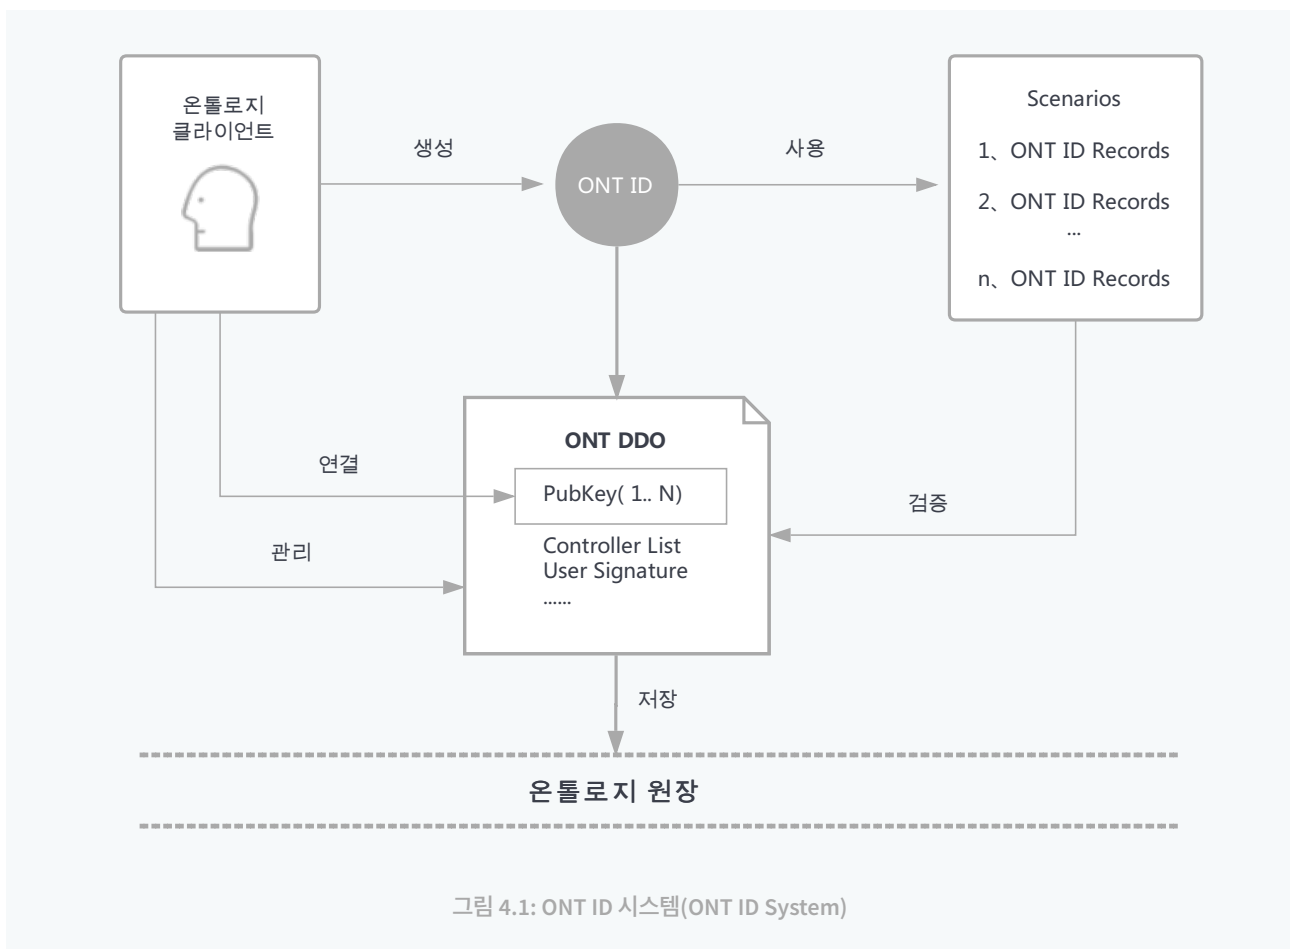 온톨로지
클라이언트
생성
ONT ID
사용
Scenarios
1、ONT ID Records
2、ONT ID Records
...
n、ONT ID Records
ONT DDO
연결
PubKey( 1.. N)
검증
관리
Controller List
User Signature
......
저장
온톨로지 원장
그림 4.1: ONT ID 시스템(ONT ID System)